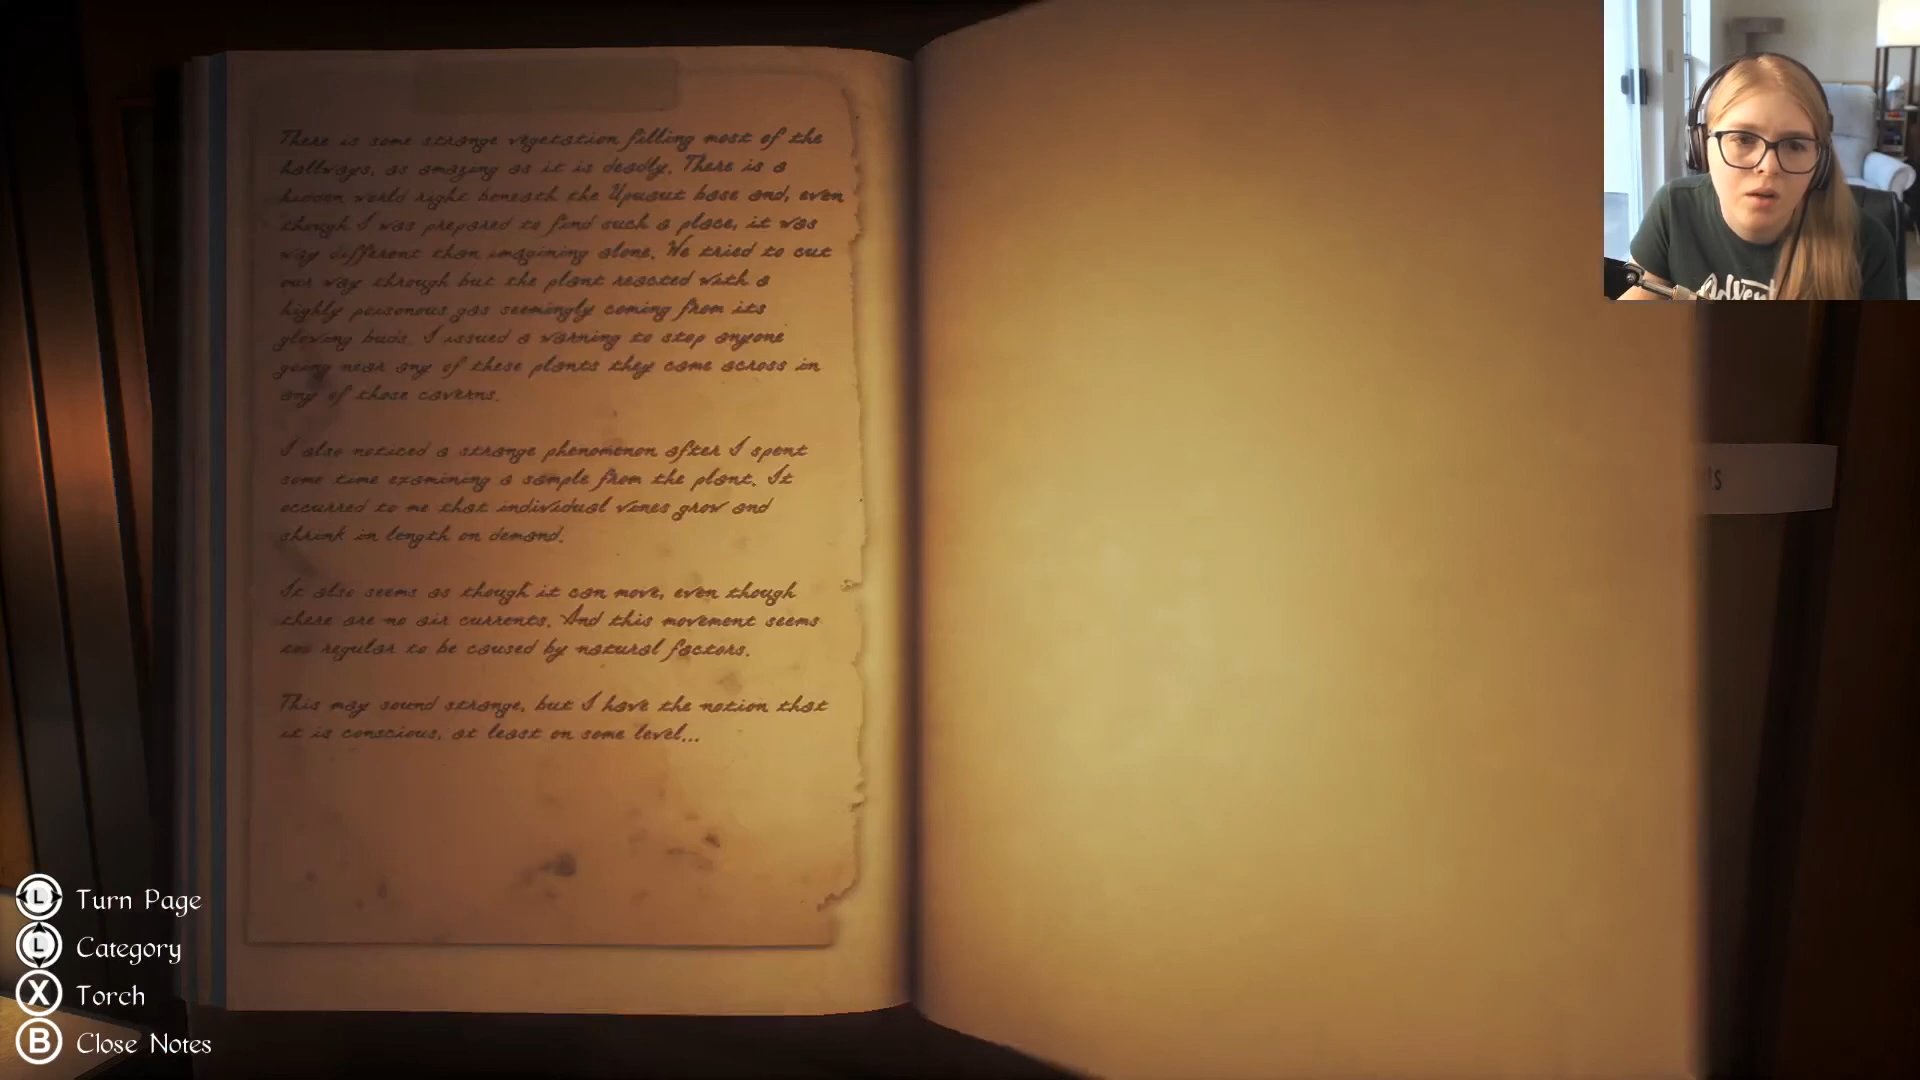 There is some strange vegetation filling most of the
hallways, as amazing as it is deadly. There is a
hidden world right beneath the Upuaut base and, even
though I was prepared to find such a place, it was
way different than imagining alone. We tried to cut
our way through but the plant reacted with a
highly poisonous gas seemingly coming from its
glowing buds. I issued a warning to stop anyone
going near any of these plants they came across in
any of those caverns.
I also noticed a strange phenomenon after I spent
some time examining a sample from the plant. It
occurred to me that individual vines grow and
shrink in length on demand.
It also seems as though it can move, even though
there are no air currents. And this movement seems
too regular to be caused by natural factors.
This may sound strange, but I have the notion that
it is conscious, at least on some level...
L Turn Page
L Category
X Torch
B Close Notes